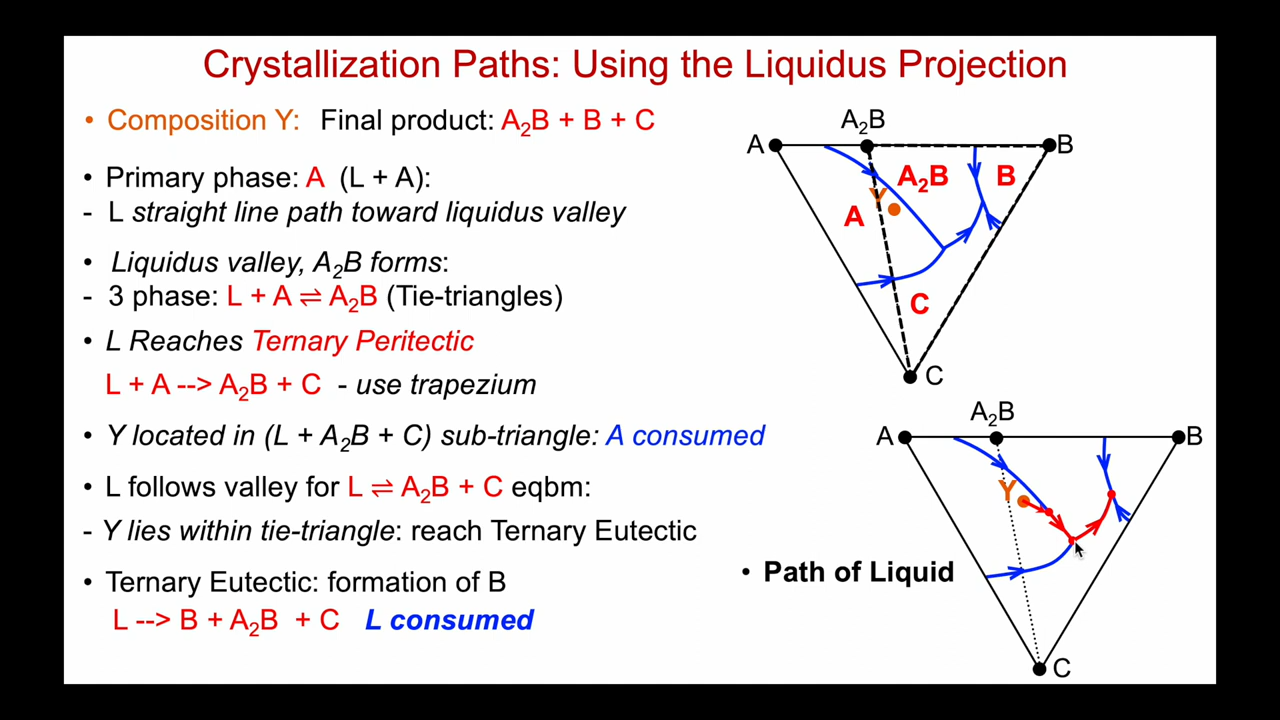 Crystallization Paths: Using the Liquidus Projection
• Composition Y: Final product: A₂B + B + C
• Primary phase: A (L + A):
- L straight line path toward liquidus valley
• Liquidus valley, A₂B forms:
- 3 phase: L + A ⇌ A₂B (Tie-triangles)
• L Reaches Ternary Peritectic
L + A --> A₂B + C - use trapezium
• Y located in (L + A₂B + C) sub-triangle: A consumed
• L follows valley for L ⇌ A₂B + C eqbm:
- Y lies within tie-triangle: reach Ternary Eutectic
• Ternary Eutectic: formation of B
L --> B + A₂B + C L consumed
A₂B
A B
A₂B B
Y
A
C
C
A₂B
A B
Y
• Path of Liquid
C